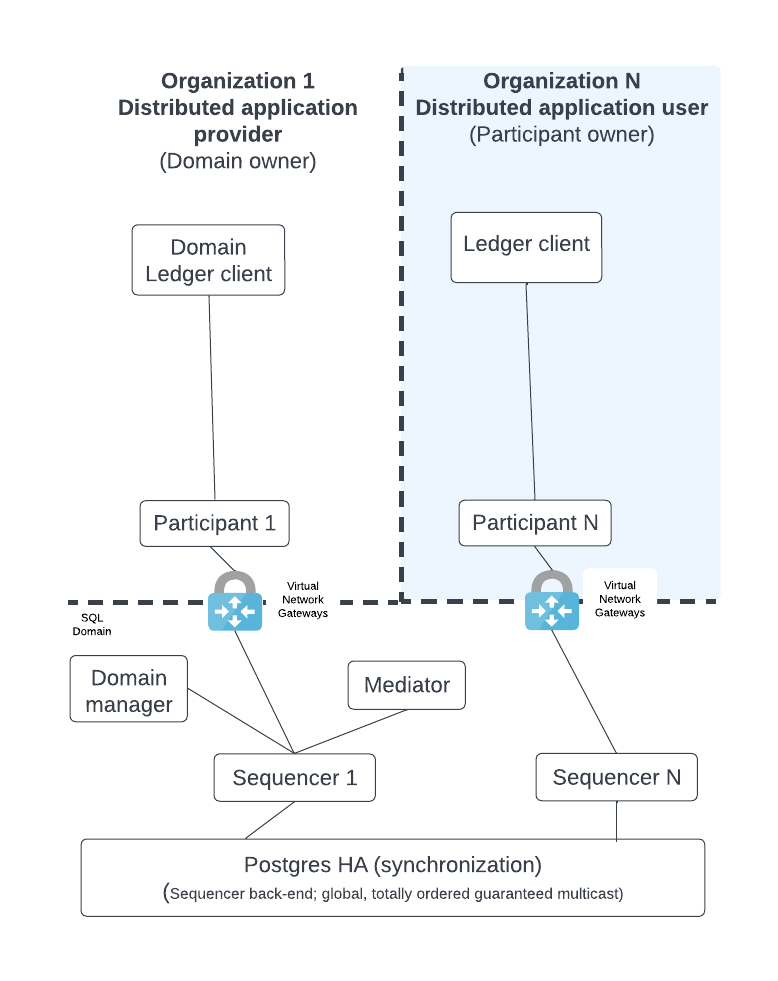 Organization 1
Distributed application
provider
(Domain owner)
Organization N
Distributed application user
(Participant owner)
Domain
Ledger client
Ledger client
Participant 1
Participant N
Virtual
Network
Gateways
Virtual
Network
Gateways
SQL
Domain
Domain
manager
Mediator
Sequencer 1
Sequencer N
Postgres HA (synchronization)
(Sequencer back-end; global, totally ordered guaranteed multicast)